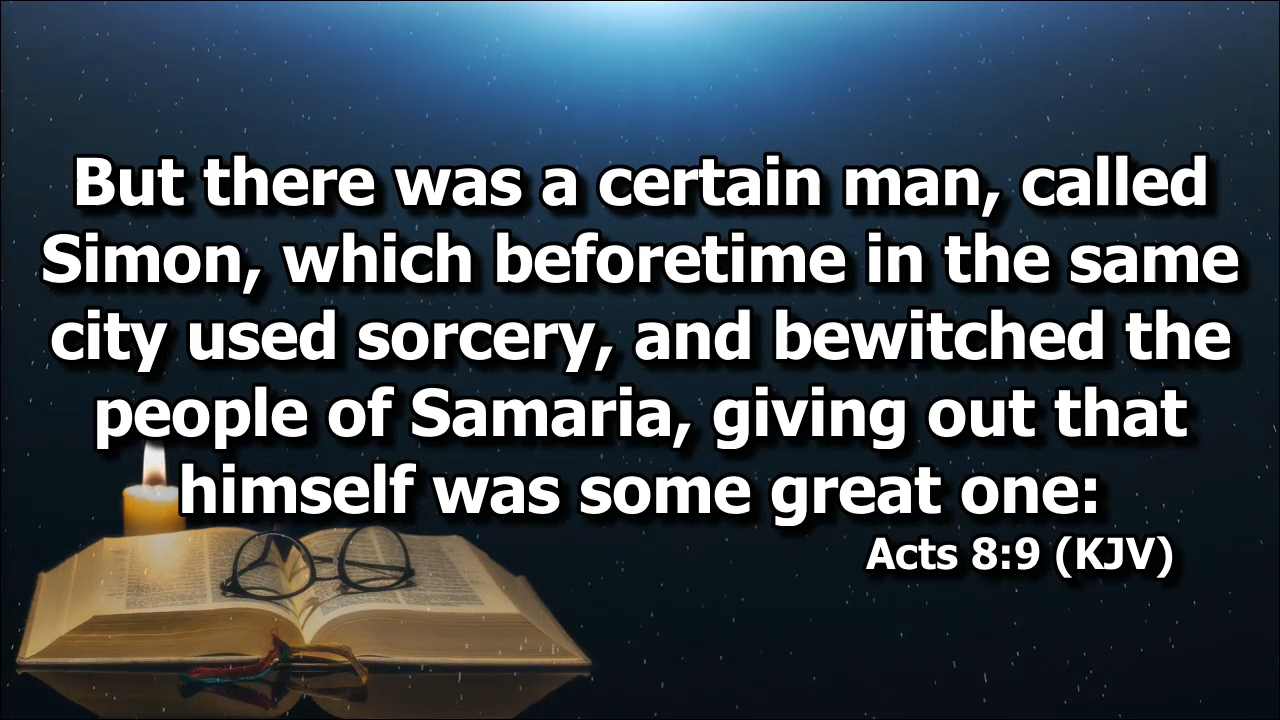 But there was a certain man, called
Simon, which beforetime in the same
city used sorcery, and bewitched the
people of Samaria, giving out that
himself was some great one:
Acts 8:9 (KJV)